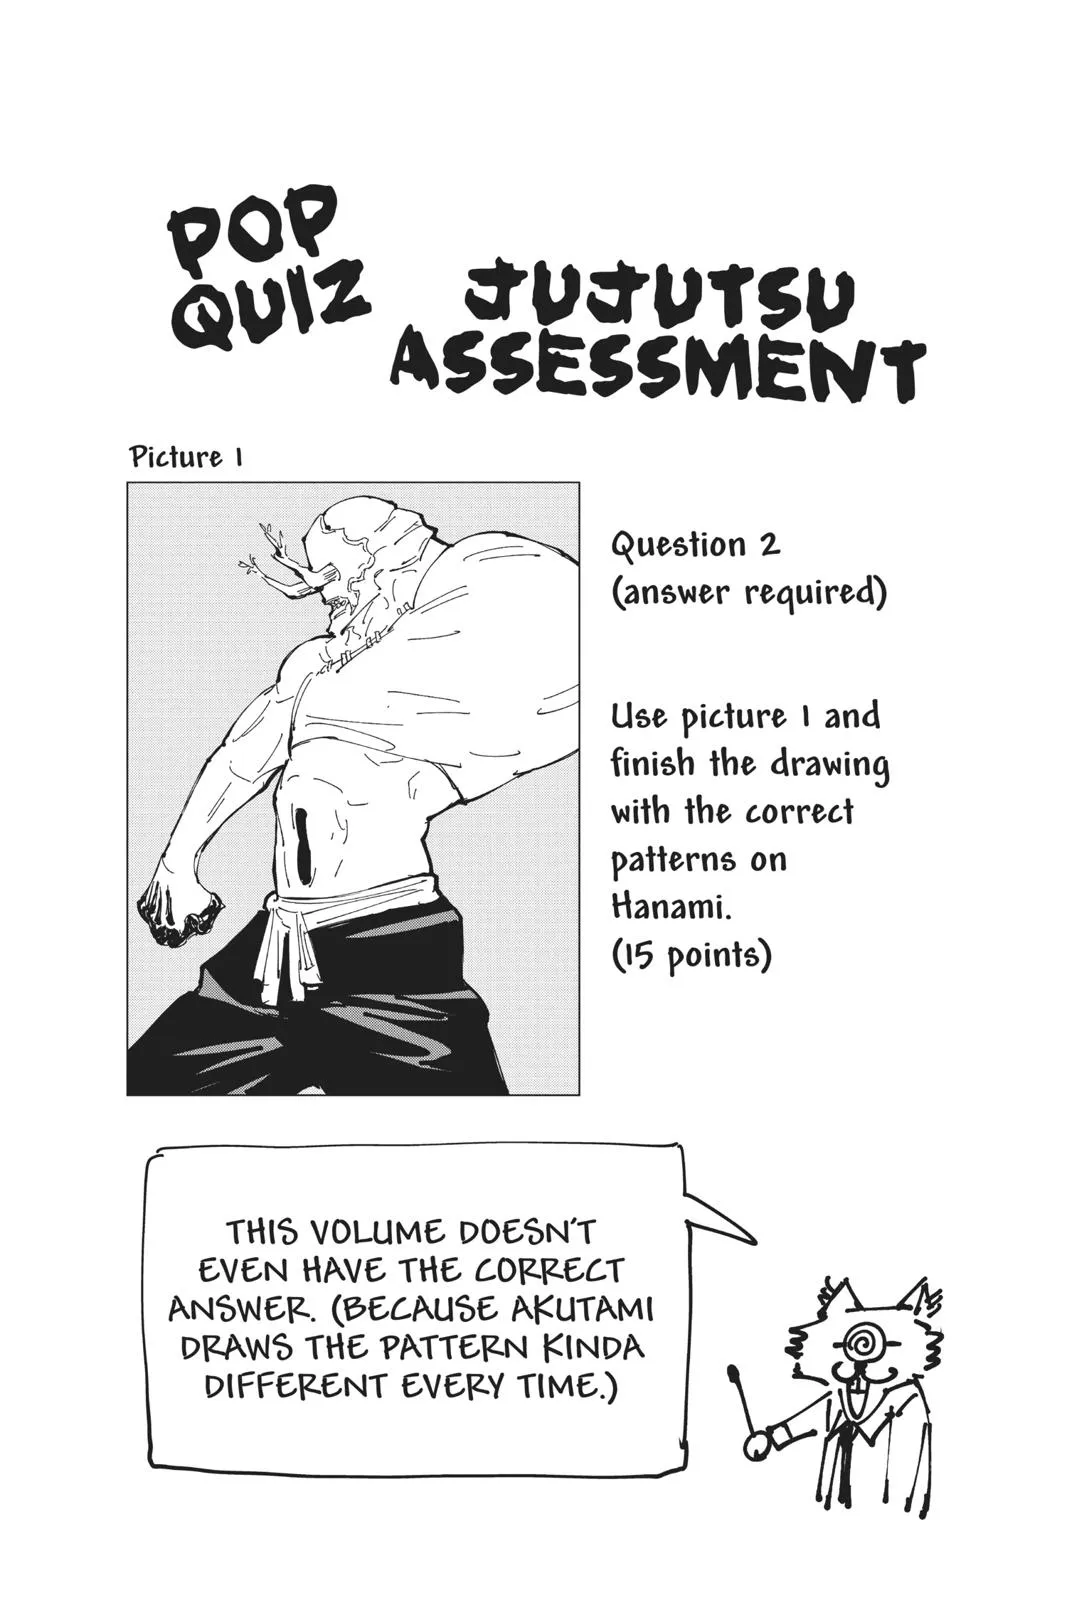 POP
QUIZ
JUJUTSU
ASSESSMENT
Picture 1
Question 2
(answer required)
Use picture 1 and
finish the drawing
with the correct
patterns on
Hanami.
(15 points)
THIS VOLUME DOESN'T
EVEN HAVE THE CORRECT
ANSWER. (BECAUSE AKUTAMI
DRAWS THE PATTERN KINDA
DIFFERENT EVERY TIME.)